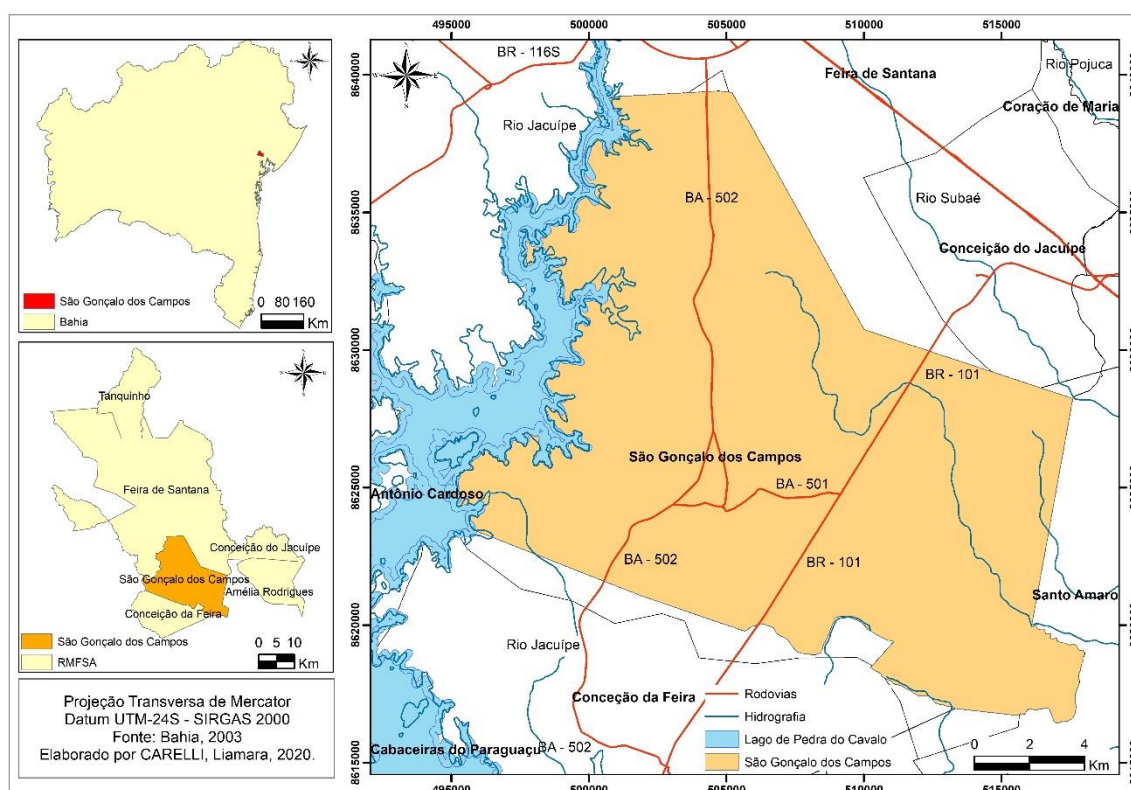 São Gonçalo dos Campos
Bahia
0 80 160
Km
Tanquinho
Feira de Santana
Conceição do Jacuípe
São Gonçalo dos Campos
Amélia Rodrigues
Conceição da Feira
São Gonçalo dos Campos
RMFSA
0 5 10
Km
Projeção Transversa de Mercator
Datum UTM-24S - SIRGAS 2000
Fonte: Bahia, 2003
Elaborado por CARELLI, Liamara, 2020.
495000 500000 505000 510000 515000
8640000
8635000
8630000
8625000
8620000
8615000
BR - 116S
Rio Pojuca
Feira de Santana
Coração de Maria
Rio Jacuípe
BA - 502
Rio Subaé
Conceição do Jacuípe
BR - 101
São Gonçalo dos Campos
BA - 501
Antônio Cardoso
BA - 502
BR - 101
Santo Amaro
Rio Jacuípe
Conceção da Feira
Cabaceiras do Paraguaçu
BA - 502
Rodovias
Hidrografia
Lago de Pedra do Cavalo
São Gonçalo dos Campos
0 2 4
Km
495000 500000 505000 510000 515000